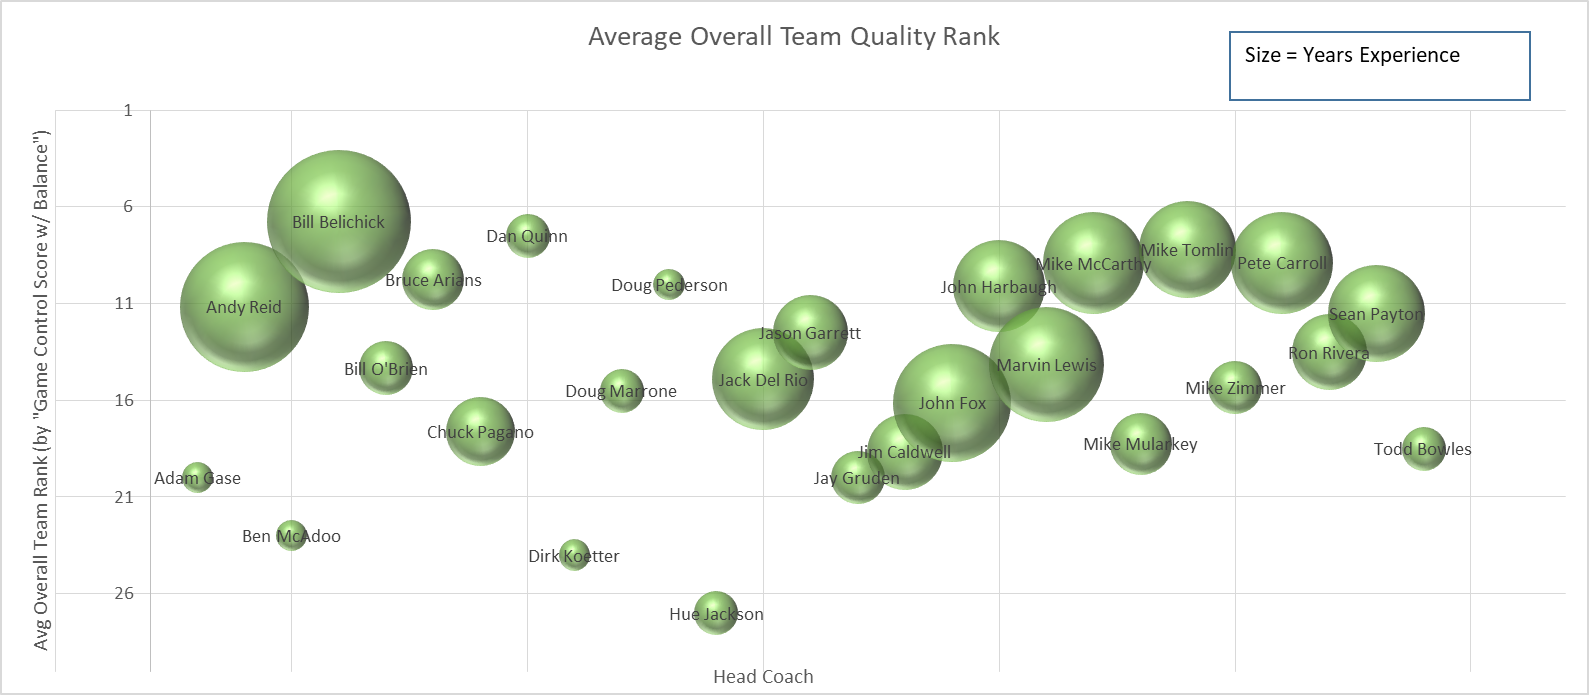 Average Overall Team Quality Rank
Size = Years Experience
Avg Overall Team Rank (by "Game Control Score w/ Balance")
1
6
11
16
21
26
Bill Belichick
Dan Quinn
Mike Tomlin
Mike McCarthy
Pete Carroll
Bruce Arians
Doug Pederson
John Harbaugh
Andy Reid
Sean Payton
Jason Garrett
Ron Rivera
Marvin Lewis
Bill O'Brien
Jack Del Rio
Mike Zimmer
Doug Marrone
John Fox
Chuck Pagano
Mike Mularkey
Todd Bowles
Jim Caldwell
Adam Gase
Jay Gruden
Ben McAdoo
Dirk Koetter
Hue Jackson
Head Coach